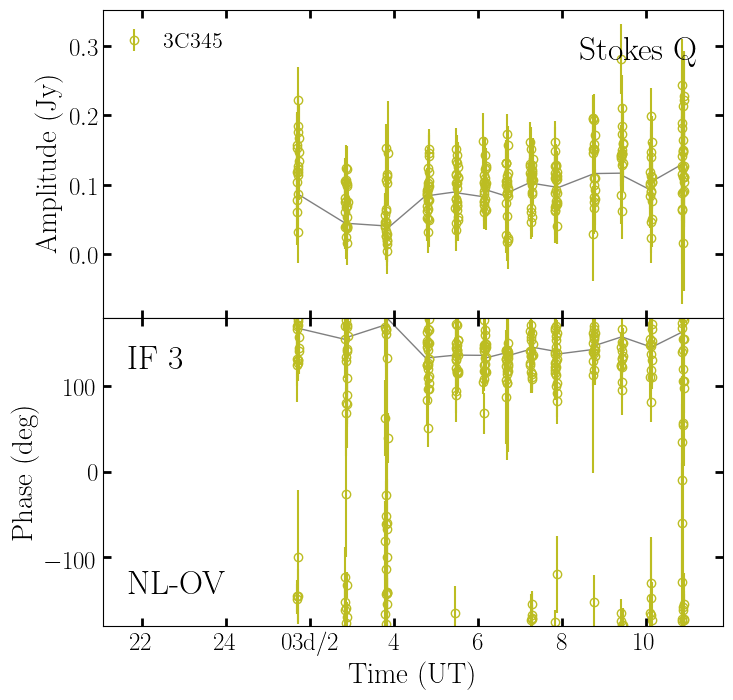 3C345
Stokes Q
0.3
0.2
0.1
0.0
Amplitude (Jy)
IF 3
100
0
−100
Phase (deg)
NL-OV
22 24 03d/2 4 6 8 10
Time (UT)